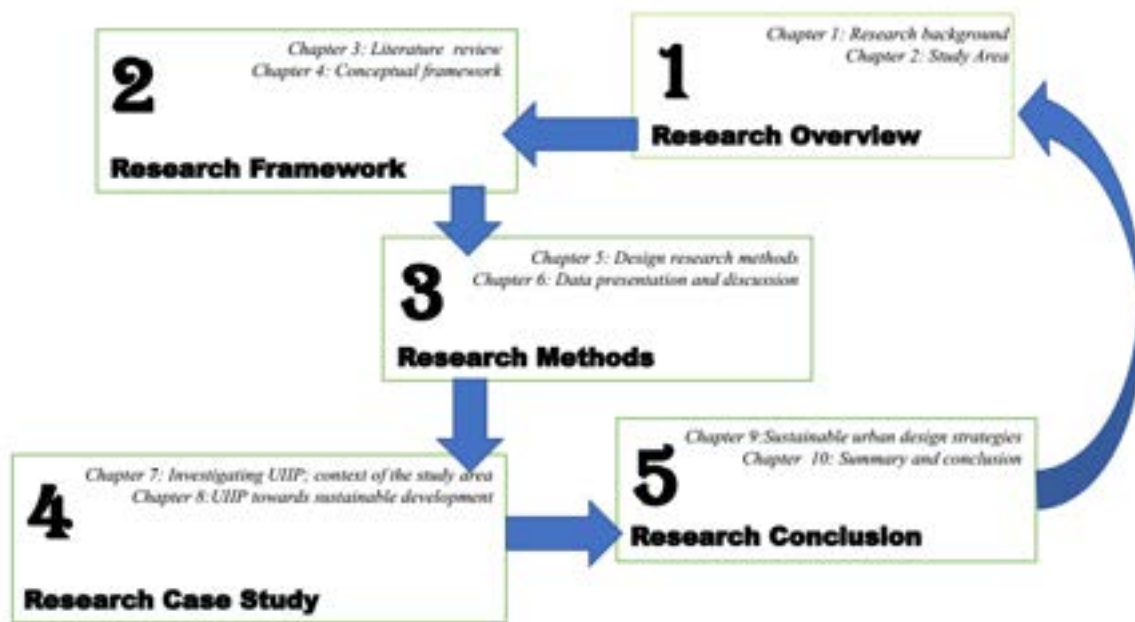 1
Chapter 1: Research background
Chapter 2: Study Area
Research Overview
2
Chapter 3: Literature review
Chapter 4: Conceptual framework
Research Framework
3
Chapter 5: Design research methods
Chapter 6: Data presentation and discussion
Research Methods
4
Chapter 7: Investigating UIIP; context of the study area
Chapter 8:UIIP towards sustainable development
Research Case Study
5
Chapter 9:Sustainable urban design strategies
Chapter 10: Summary and conclusion
Research Conclusion